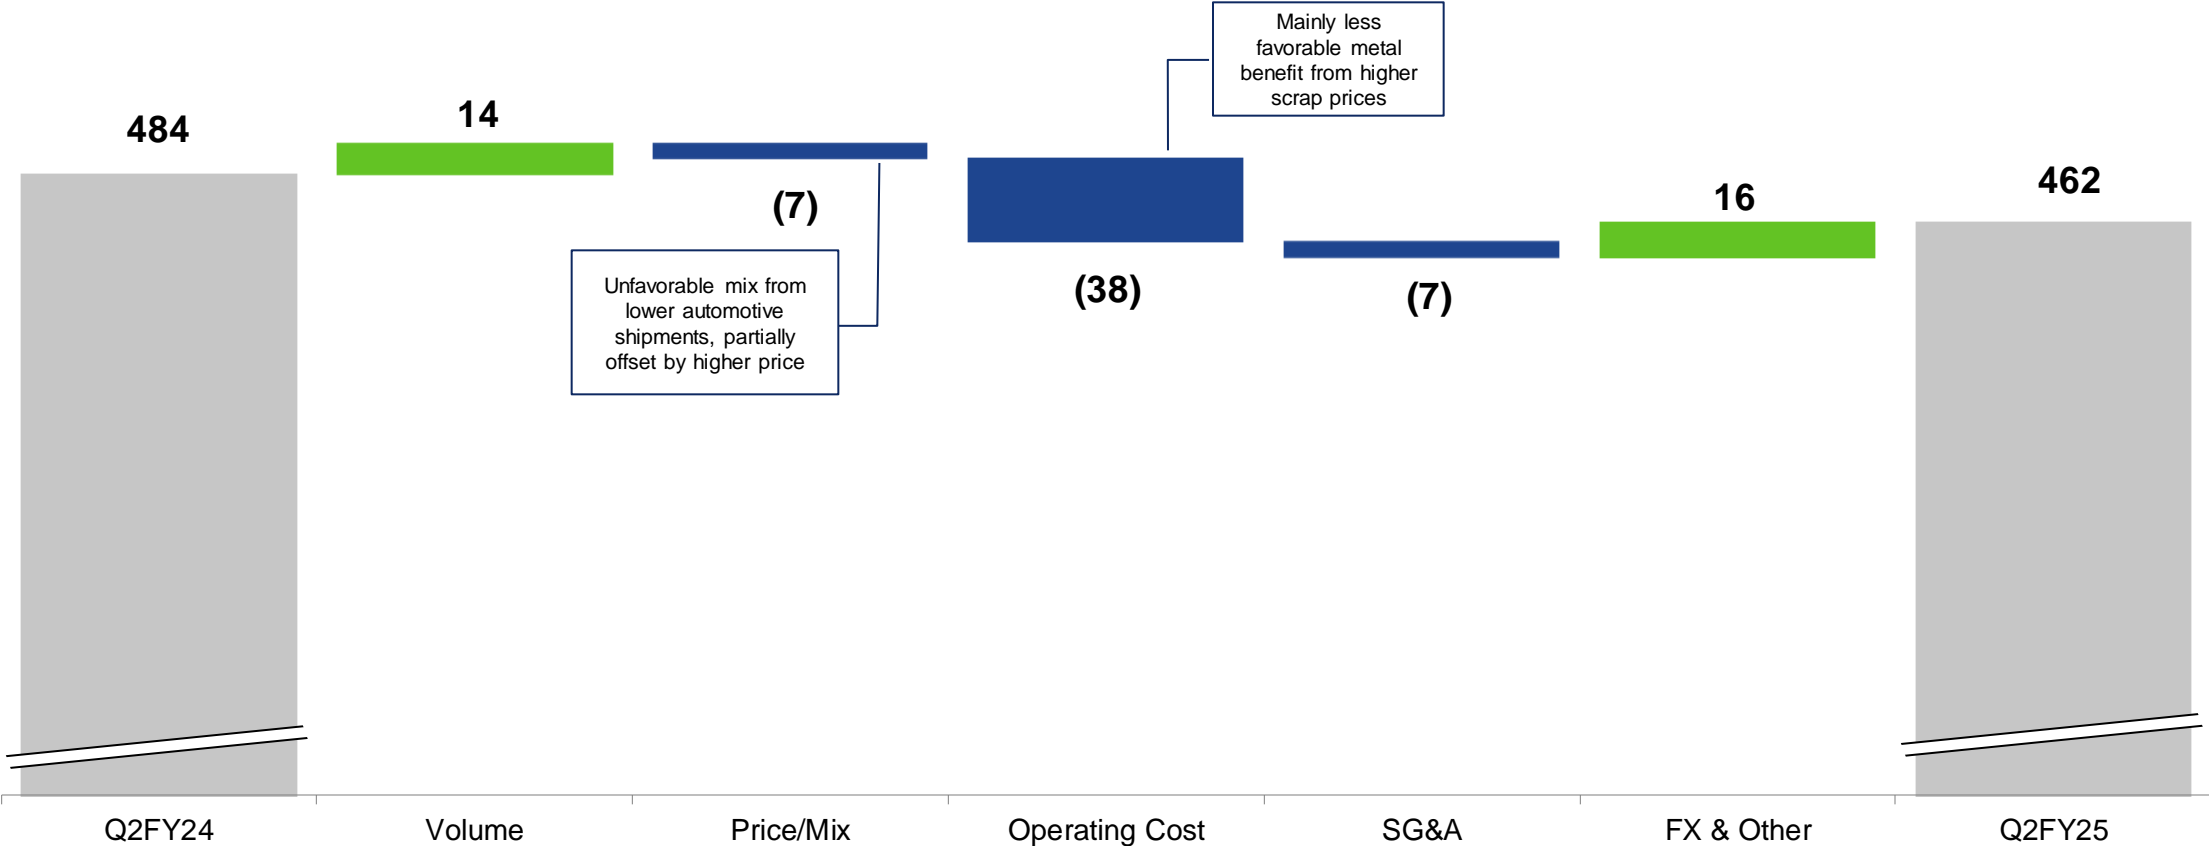 Mainly less
favorable metal
benefit from higher
scrap prices
484
14
(7)
(38)
(7)
16
462
Unfavorable mix from
lower automotive
shipments, partially
offset by higher price
Q2FY24
Volume
Price/Mix
Operating Cost
SG&A
FX & Other
Q2FY25